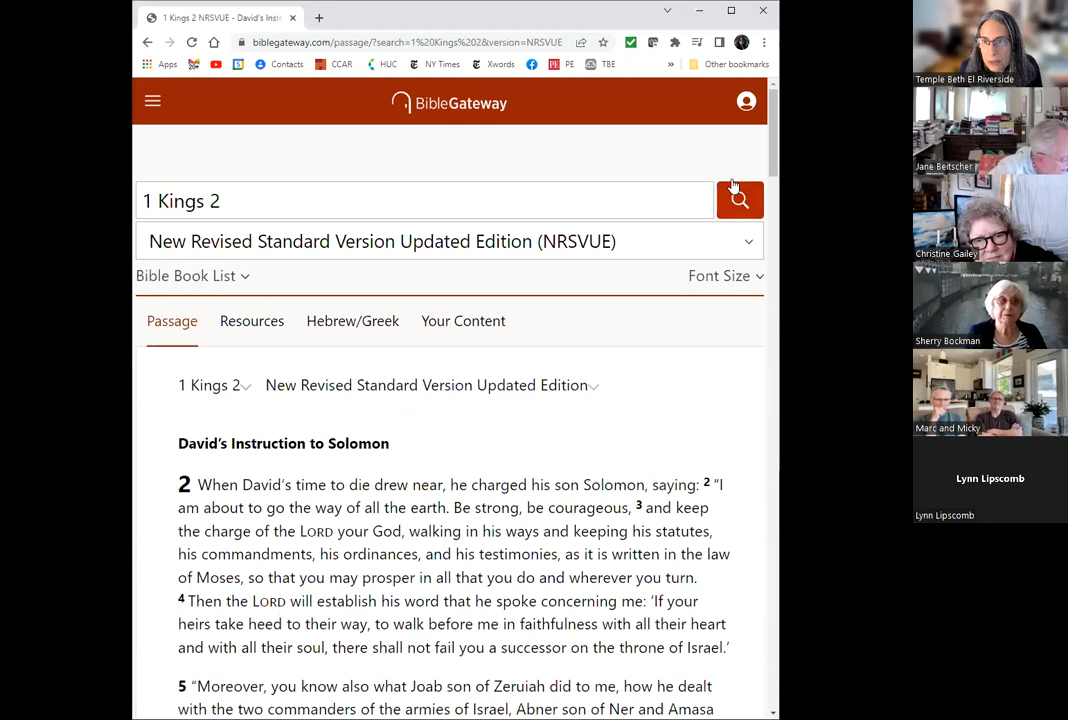 1 Kings 2 NRSVUE - David's Inst
biblegateway.com/passage/?search=1%20Kings%202&version=NRSVUE
Apps
Contacts
CCAR
HUC
NY Times
Xwords
PE PE
TBE
»
Other bookmarks
BibleGateway
1 Kings 2
New Revised Standard Version Updated Edition (NRSVUE)
Bible Book List
Font Size
Passage
Resources
Hebrew/Greek
Your Content
1 Kings 2
New Revised Standard Version Updated Edition
David's Instruction to Solomon
2 When David's time to die drew near, he charged his son Solomon, saying: 2 “I
am about to go the way of all the earth. Be strong, be courageous, 3 and keep
the charge of the LORD your God, walking in his ways and keeping his statutes,
his commandments, his ordinances, and his testimonies, as it is written in the law
of Moses, so that you may prosper in all that you do and wherever you turn.
4 Then the LORD will establish his word that he spoke concerning me: ‘If your
heirs take heed to their way, to walk before me in faithfulness with all their heart
and with all their soul, there shall not fail you a successor on the throne of Israel.’
5 “Moreover, you know also what Joab son of Zeruiah did to me, how he dealt
with the two commanders of the armies of Israel, Abner son of Ner and Amasa
Temple Beth El Riverside
Jane Beitscher
Christine Gailey
Sherry Bockman
Marc and Micky
Lynn Lipscomb
Lynn Lipscomb